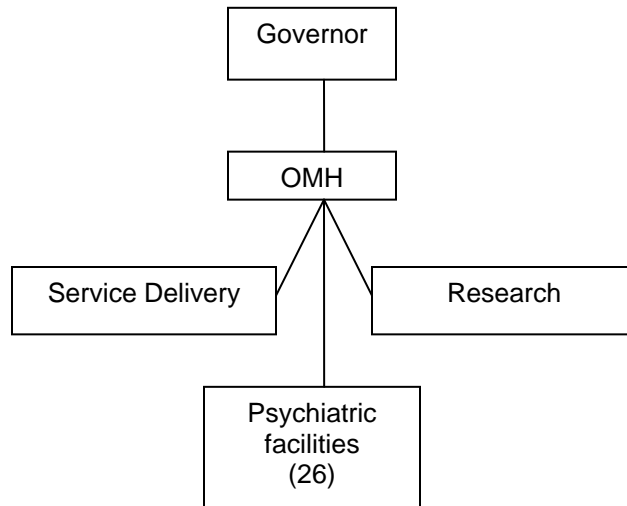 Governor
OMH
Service Delivery
Research
Psychiatric
facilities
(26)